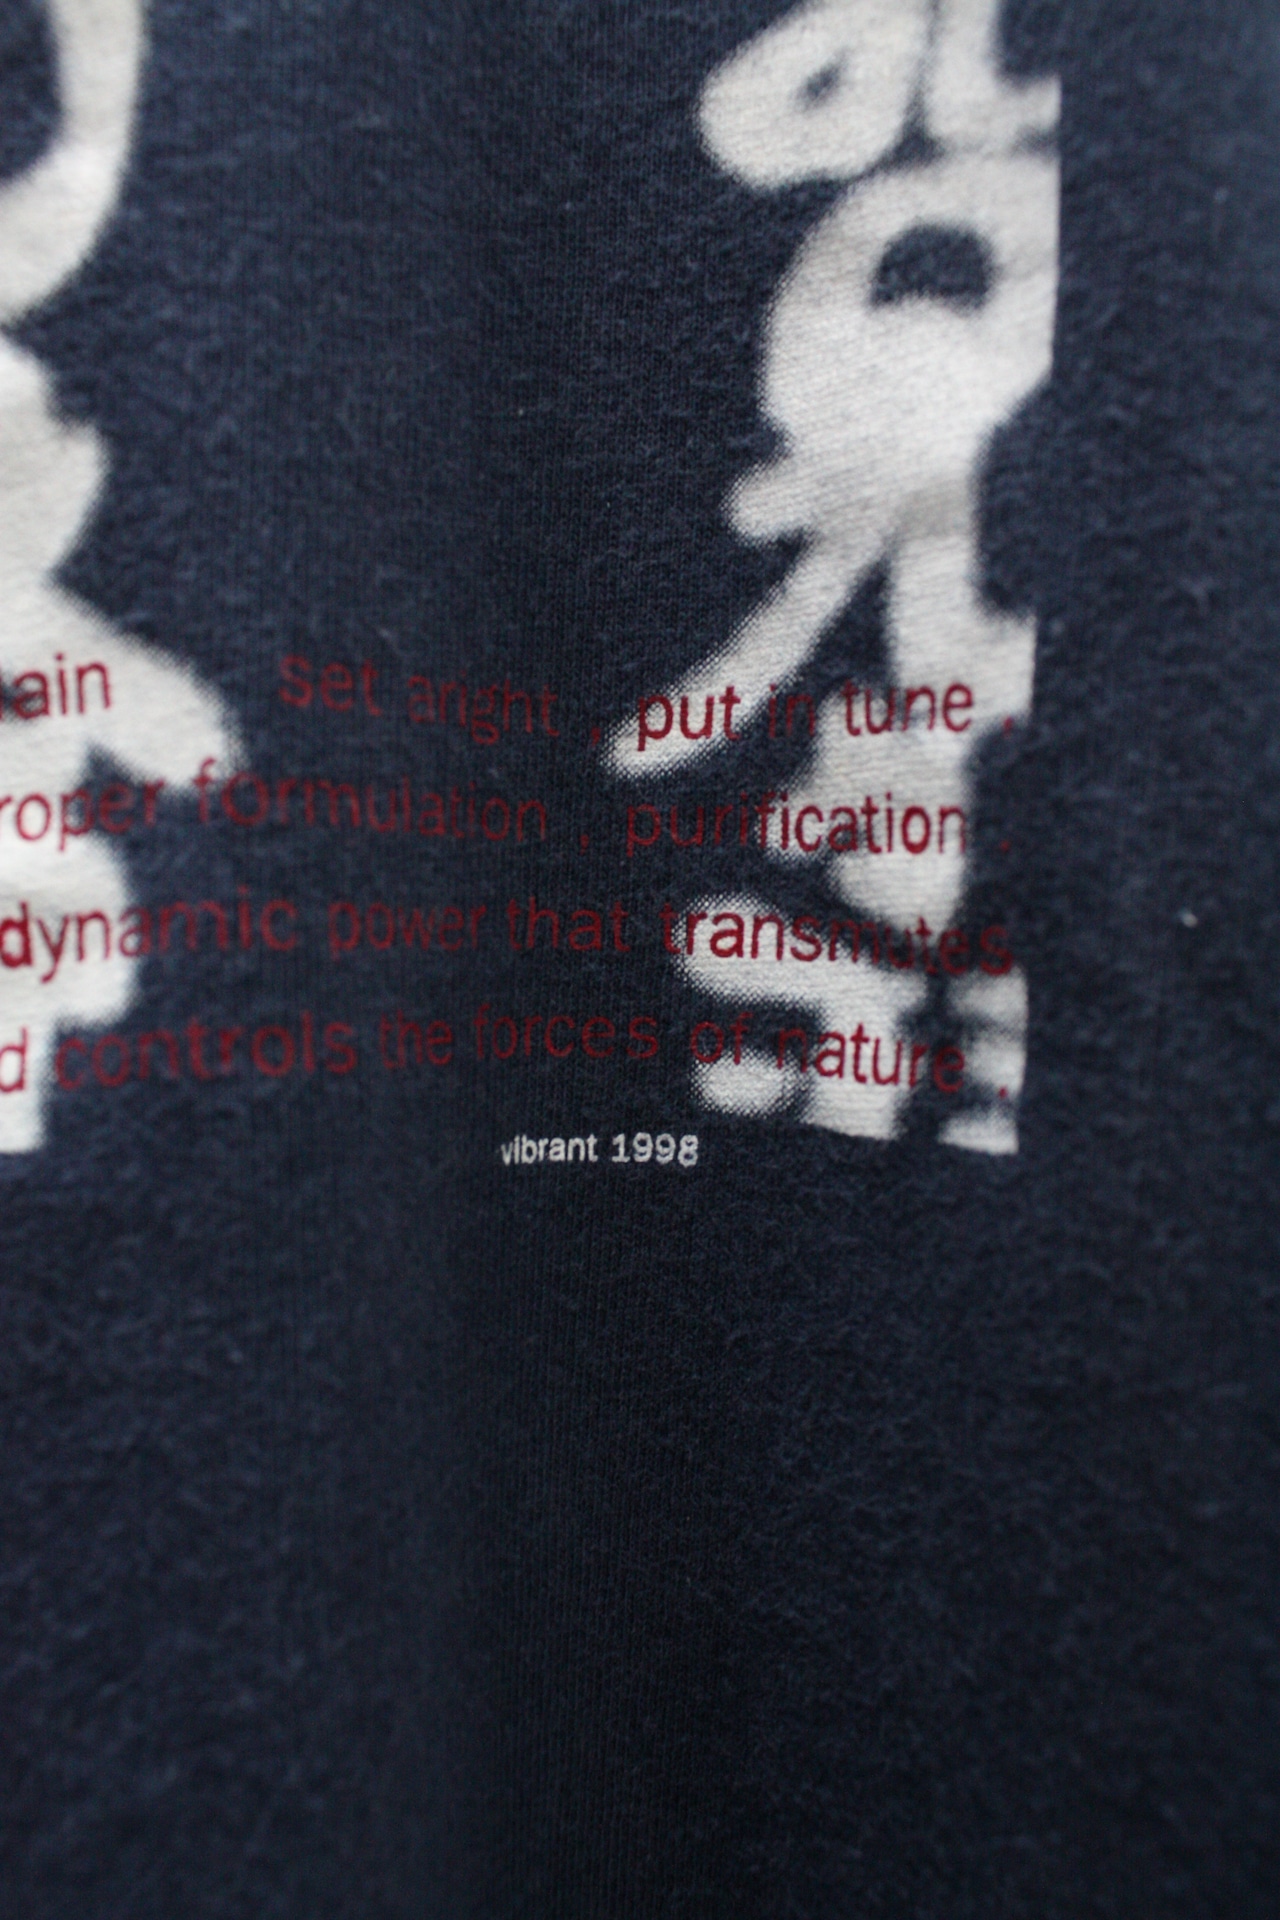 lain set aright , put in tune .
roper formulation , purification .
dynamic power that transmutes
d controls the forces of nature .
vibrant 1998